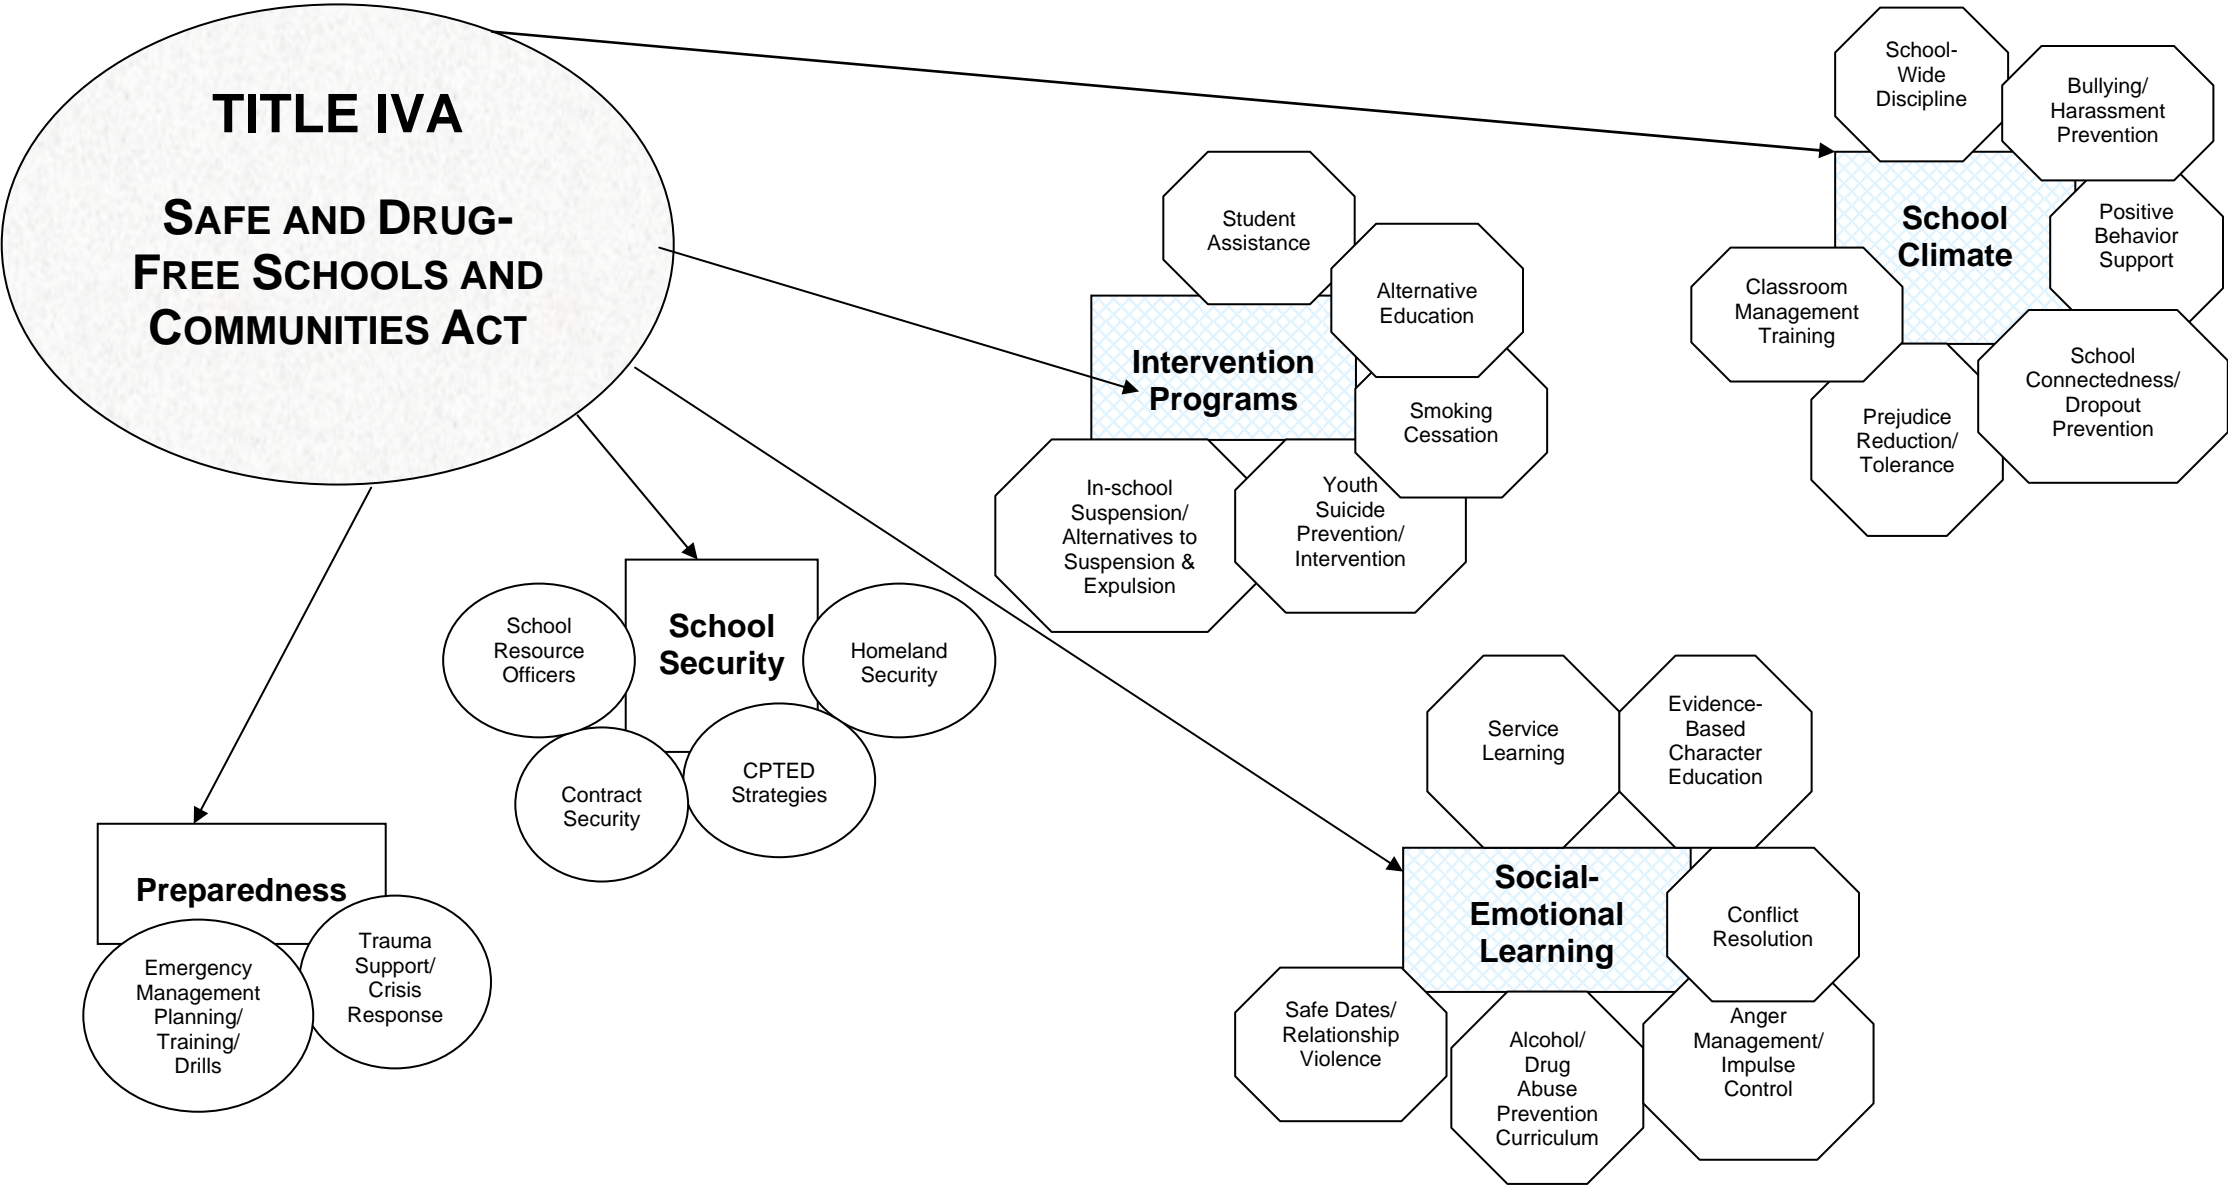 TITLE IVA
SAFE AND DRUG-
FREE SCHOOLS AND
COMMUNITIES ACT
School-
Wide
Discipline
Bullying/
Harassment
Prevention
School
Climate
Positive
Behavior
Support
Classroom
Management
Training
School
Connectedness/
Dropout
Prevention
Prejudice
Reduction/
Tolerance
Student
Assistance
Alternative
Education
Intervention
Programs
Smoking
Cessation
In-school
Suspension/
Alternatives to
Suspension &
Expulsion
Youth
Suicide
Prevention/
Intervention
School
Security
School
Resource
Officers
Homeland
Security
Contract
Security
CPTED
Strategies
Preparedness
Emergency
Management
Planning/
Training/
Drills
Trauma
Support/
Crisis
Response
Service
Learning
Evidence-
Based
Character
Education
Social-
Emotional
Learning
Conflict
Resolution
Safe Dates/
Relationship
Violence
Alcohol/
Drug
Abuse
Prevention
Curriculum
Anger
Management/
Impulse
Control